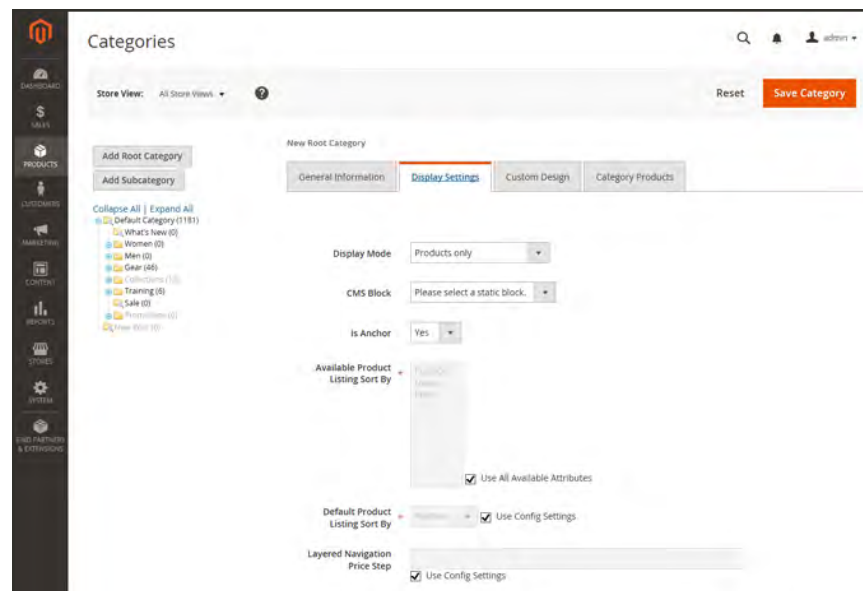 Categories
admin
DASHBOARD
Store View: All Store Views
Reset
Save Category
SALES
New Root Category
Add Root Category
PRODUCTS
General Information
Display Settings
Custom Design
Category Products
Add Subcategory
CUSTOMERS
Collapse All | Expand All
Default Category (1181)
What's New (0)
MARKETING
Women (0)
Men (0)
Display Mode
Products only
Gear (46)
CONTENT
Collections (13)
Training (6)
CMS Block
Please select a static block.
Sale (0)
Promotions (0)
REPORTS
Is Anchor
Yes
STORES
Available Product
Listing Sort By
*
SYSTEM
FIND PARTNERS
& EXTENSIONS
Use All Available Attributes
Default Product
Listing Sort By
*
Use Config Settings
Layered Navigation
Price Step
Use Config Settings